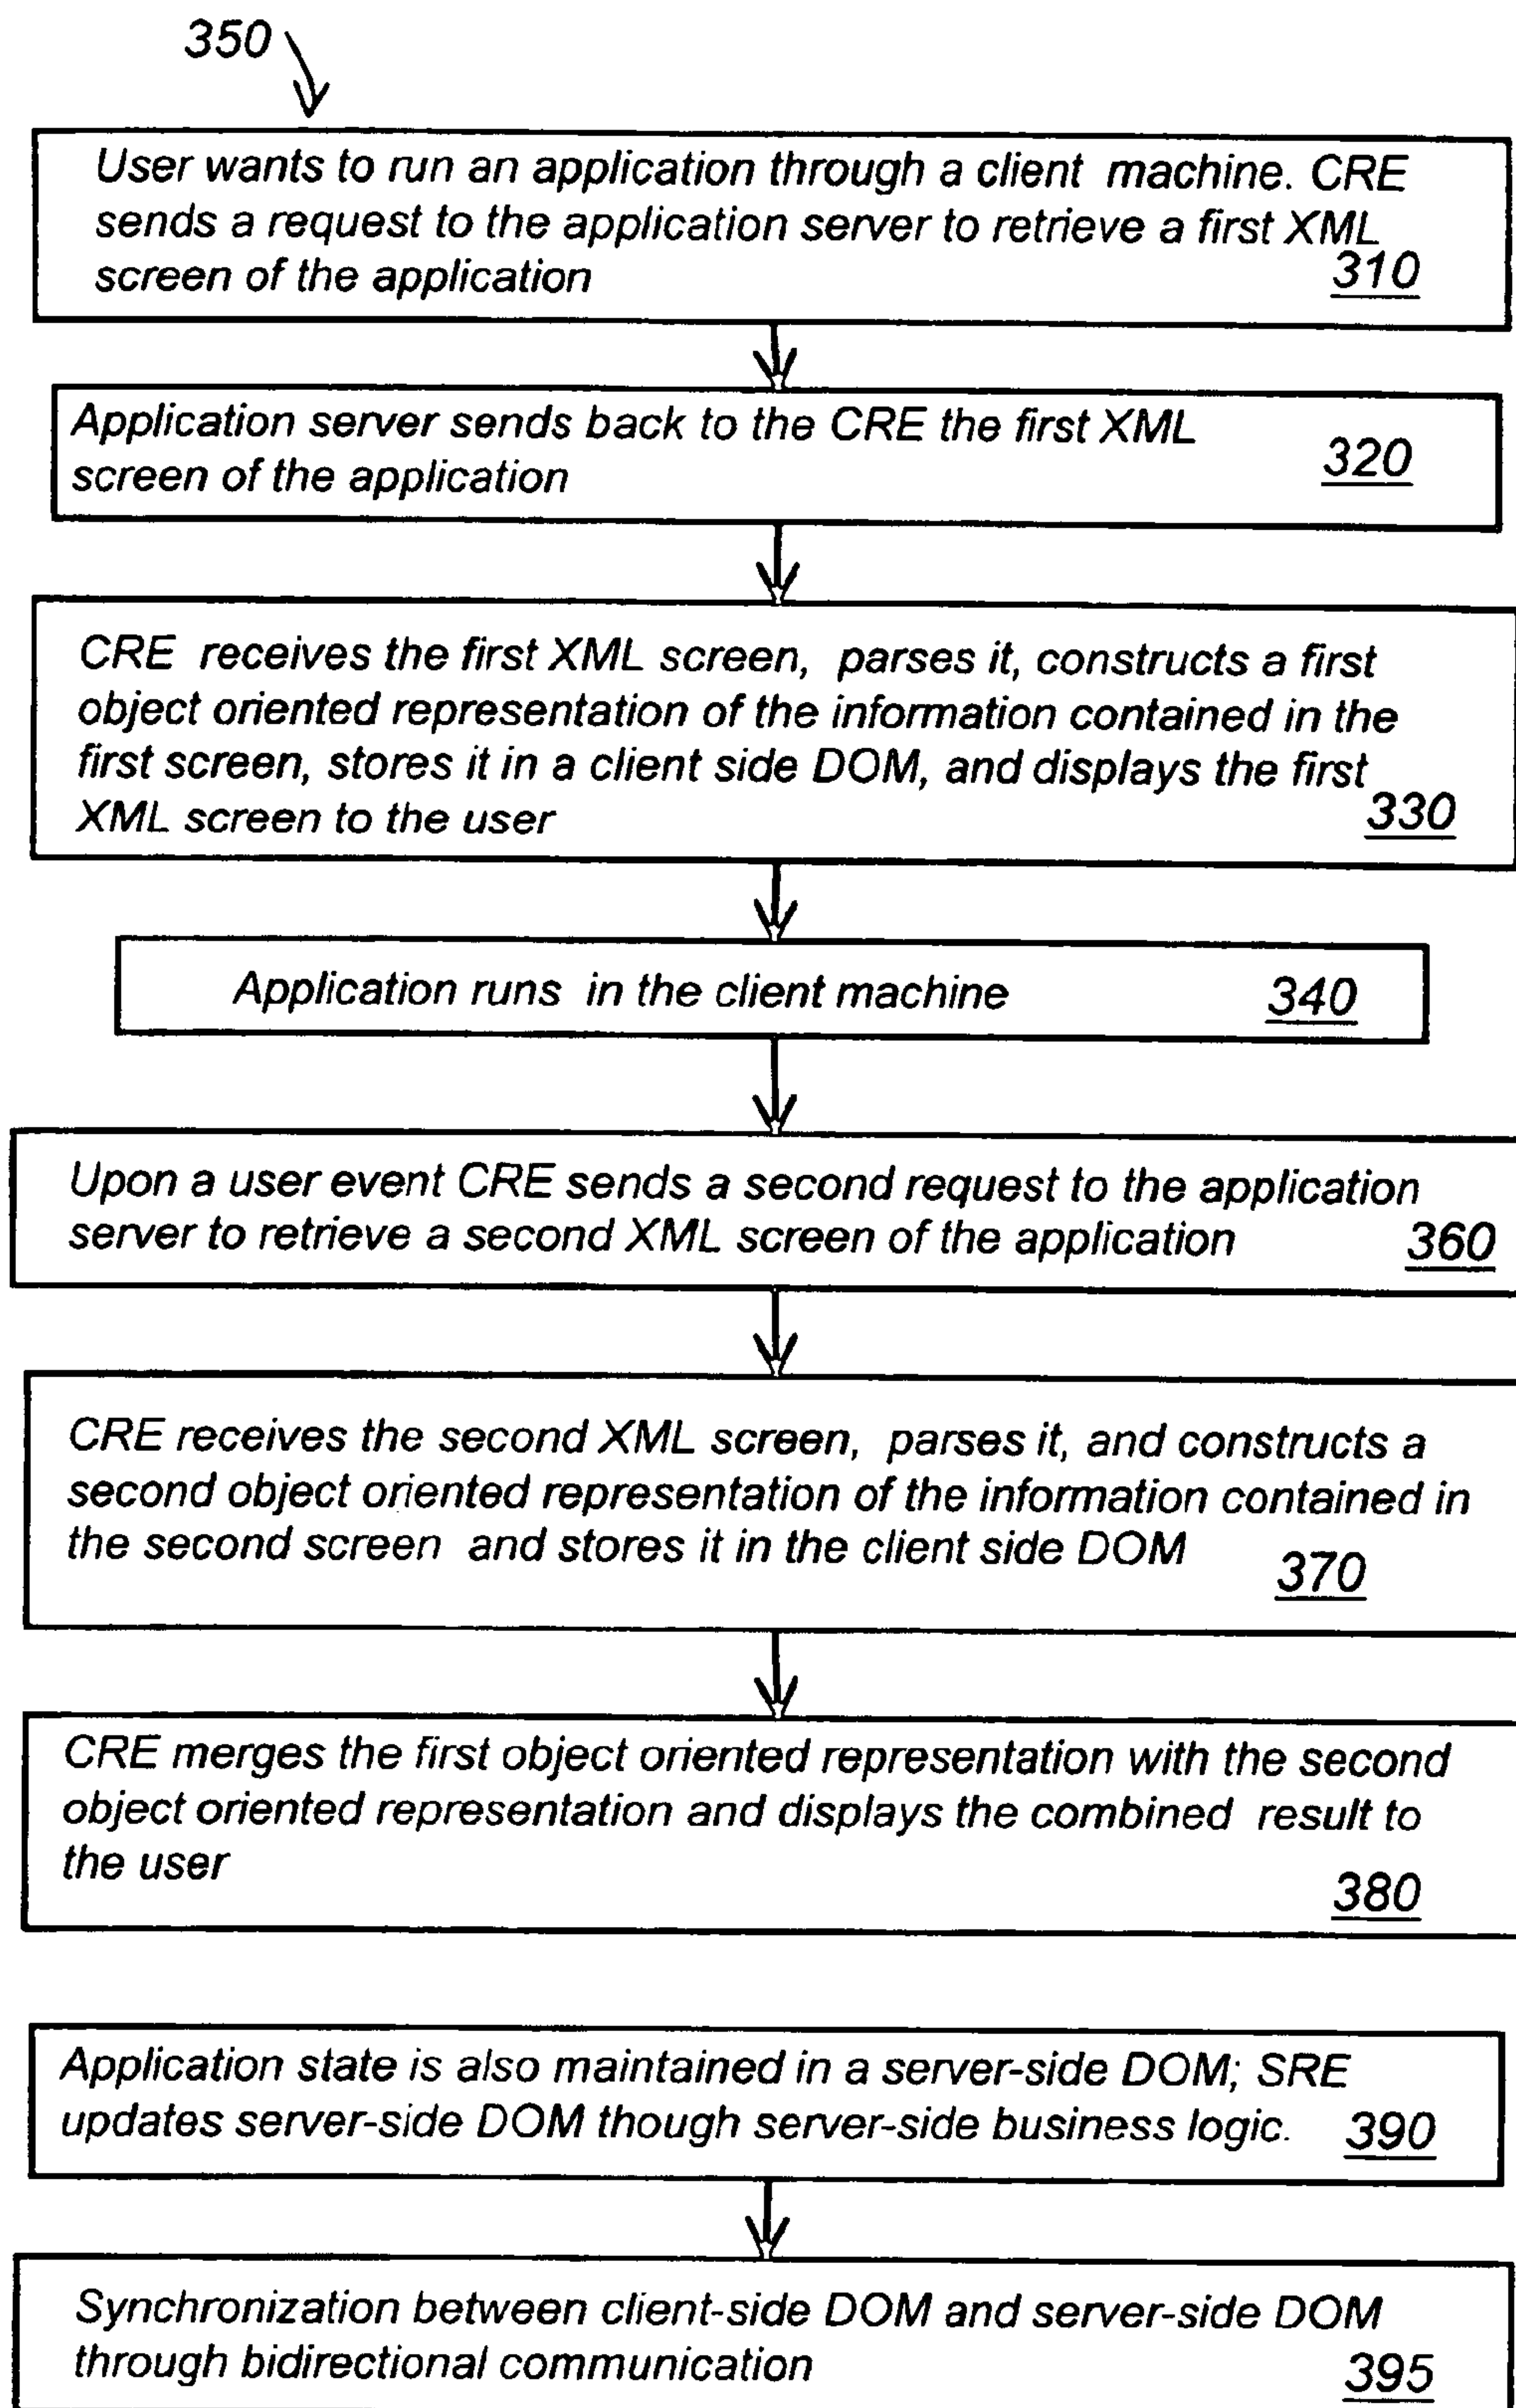 350
User wants to run an application through a client machine. CRE
sends a request to the application server to retrieve a first XML
screen of the application
310
Application server sends back to the CRE the first XML
screen of the application
320
CRE receives the first XML screen, parses it, constructs a first
object oriented representation of the information contained in the
first screen, stores it in a client side DOM, and displays the first
XML screen to the user
330
Application runs in the client machine 340
Upon a user event CRE sends a second request to the application
server to retrieve a second XML screen of the application 360
CRE receives the second XML screen, parses it, and constructs a
second object oriented representation of the information contained in
the second screen and stores it in the client side DOM
370
CRE merges the first object oriented representation with the second
object oriented representation and displays the combined result to
the user
380
Application state is also maintained in a server-side DOM; SRE
updates server-side DOM though server-side business logic. 390
Synchronization between client-side DOM and server-side DOM
through bidirectional communication
395